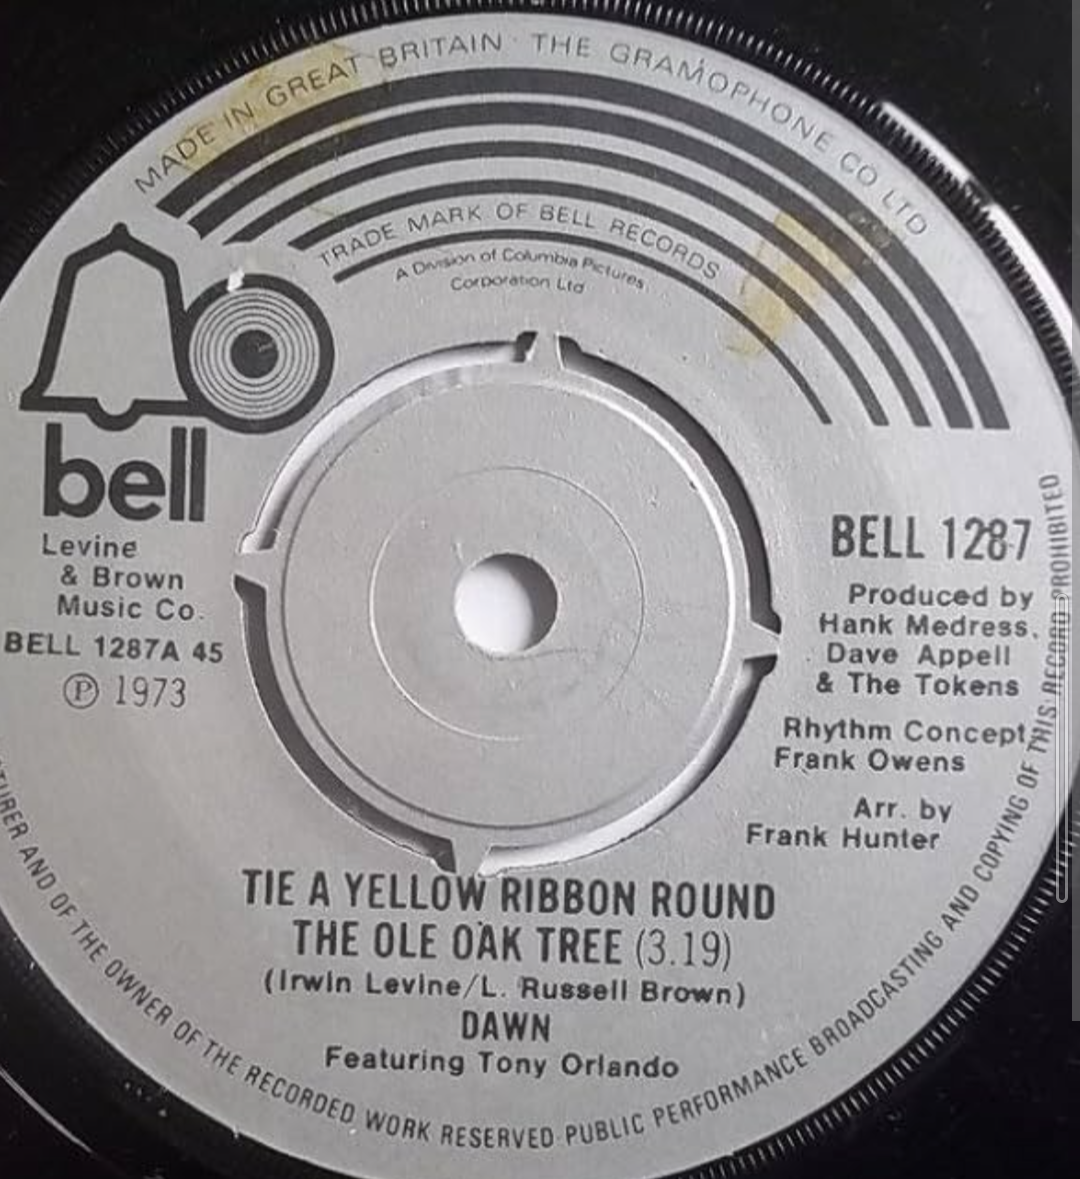 MADE IN GREAT BRITAIN · THE GRAMOPHONE CO LTD
TRADE MARK OF BELL RECORDS
A Division of Columbia Pictures
Corporation Ltd
bell
Levine
& Brown
Music Co.
BELL 1287A 45
℗ 1973
BELL 1287
Produced by
Hank Medress,
Dave Appell
& The Tokens
Rhythm Concept;
Frank Owens
Arr. by
Frank Hunter
TIE A YELLOW RIBBON ROUND
THE OLE OAK TREE (3.19)
(Irwin Levine/L. Russell Brown)
DAWN
Featuring Tony Orlando
AND OF THE OWNER OF THE RECORDED WORK RESERVED PUBLIC PERFORMANCE BROADCASTING AND COPYING OF THIS RECORD PROHIBITED